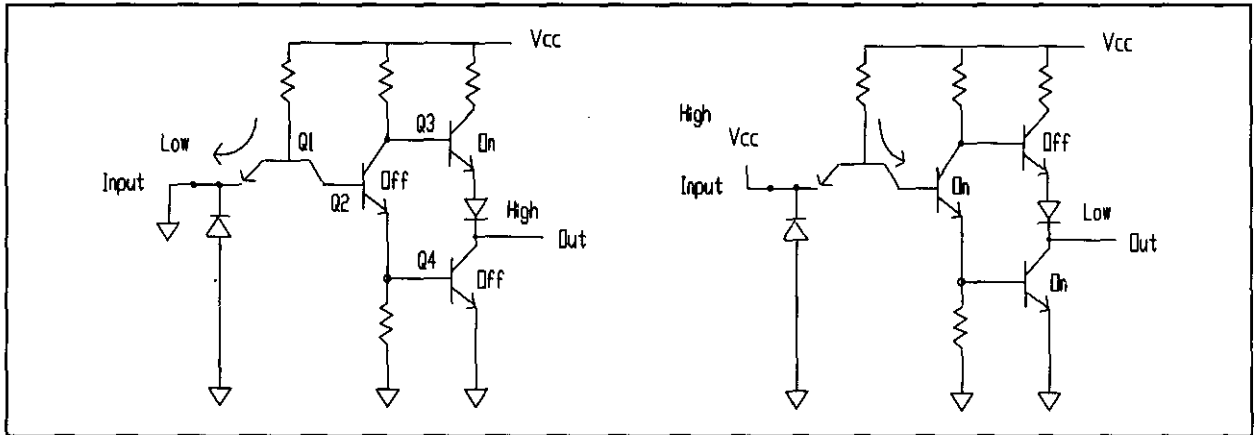 Vcc
Low
Q1
Q3
On
Input
Off
Q2
High
Out
Q4
Off
Vcc
High
Vcc
Off
Input
On
Low
Out
On